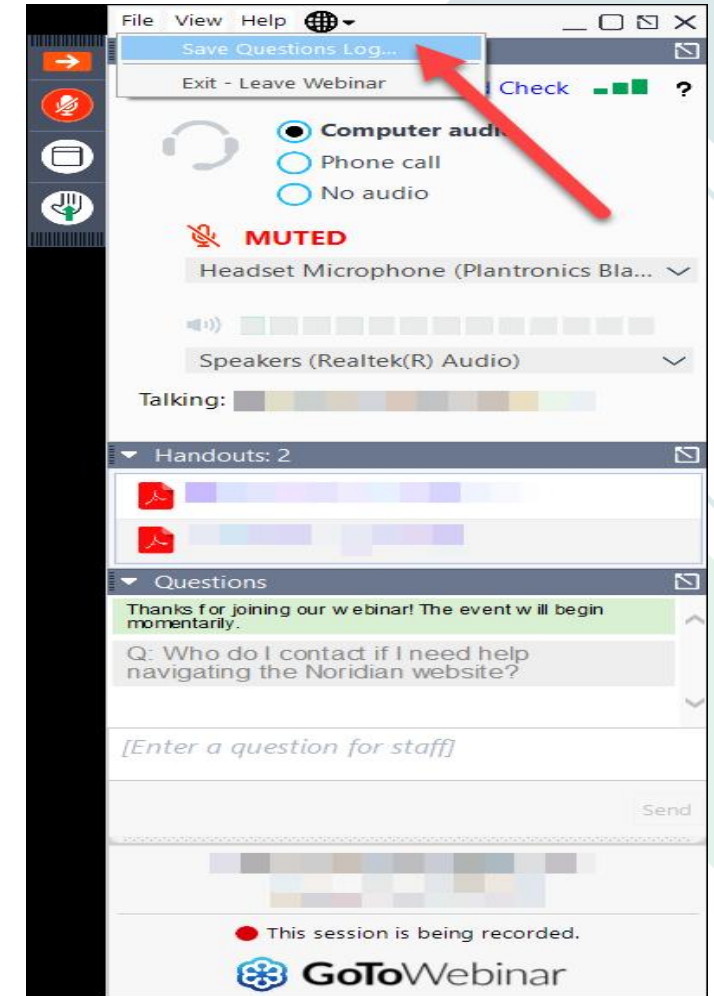 File View Help
Save Questions Log...
Exit - Leave Webinar
Check ?
Computer audio
Phone call
No audio
MUTED
Headset Microphone (Plantronics Bla...
Speakers (Realtek(R) Audio)
Talking:
Handouts: 2
Questions
Thanks for joining our webinar! The event will begin
momentarily.
Q: Who do I contact if I need help
navigating the Noridian website?
[Enter a question for staff]
Send
This session is being recorded.
GoToWebinar